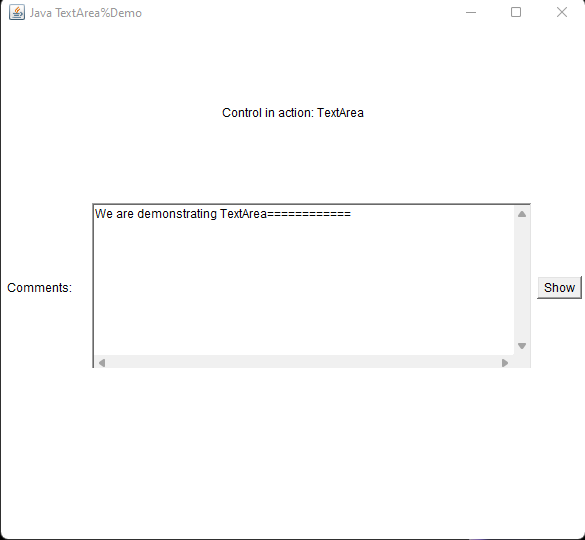 Java TextArea%Demo
Control in action: TextArea
We are demonstrating TextArea============
Comments:
Show